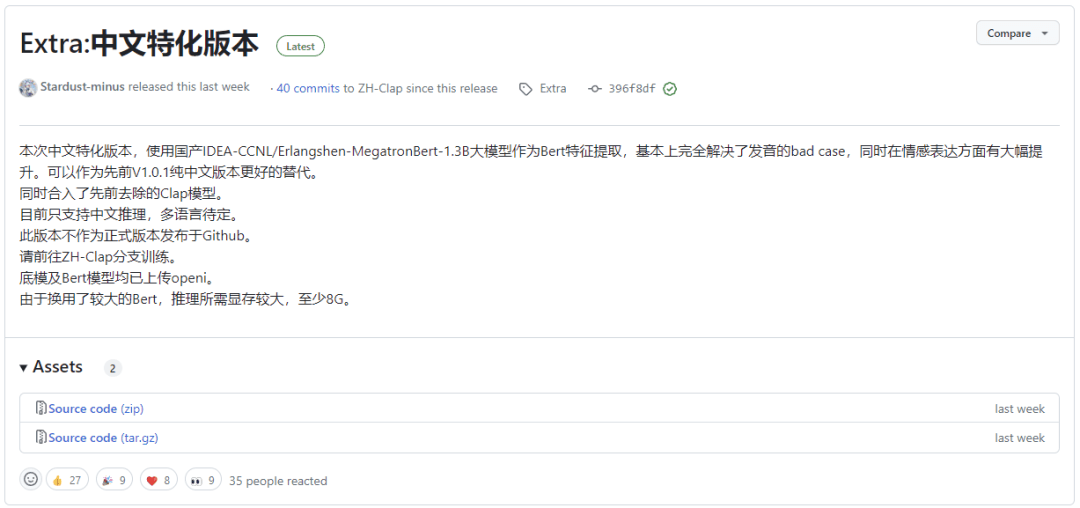 Extra:中文特化版本 Latest
Compare
Stardust-minus released this last week · 40 commits to ZH-Clap since this release Extra 396f8df
本次中文特化版本，使用国产IDEA-CCNL/Erlangshen-MegatronBert-1.3B大模型作为Bert特征提取，基本上完全解决了发音的bad case，同时在情感表达方面有大幅提
升。可以作为先前V1.0.1纯中文版本更好的替代。
同时合入了先前去除的Clap模型。
目前只支持中文推理，多语言待定。
此版本不作为正式版本发布于Github。
请前往ZH-Clap分支训练。
底模及Bert模型均已上传openi。
由于换用了较大的Bert，推理所需显存较大，至少8G。
Assets 2
Source code (zip) last week
Source code (tar.gz) last week
27 9 8 9 35 people reacted